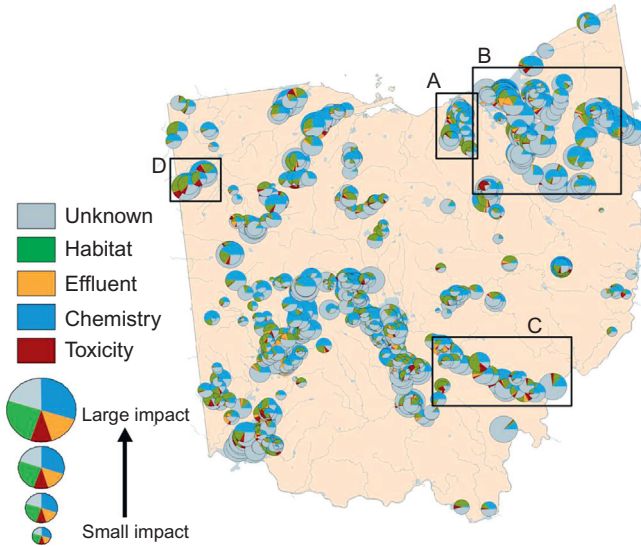 A
B
D
C
Unknown
Habitat
Effluent
Chemistry
Toxicity
Large impact
Small impact